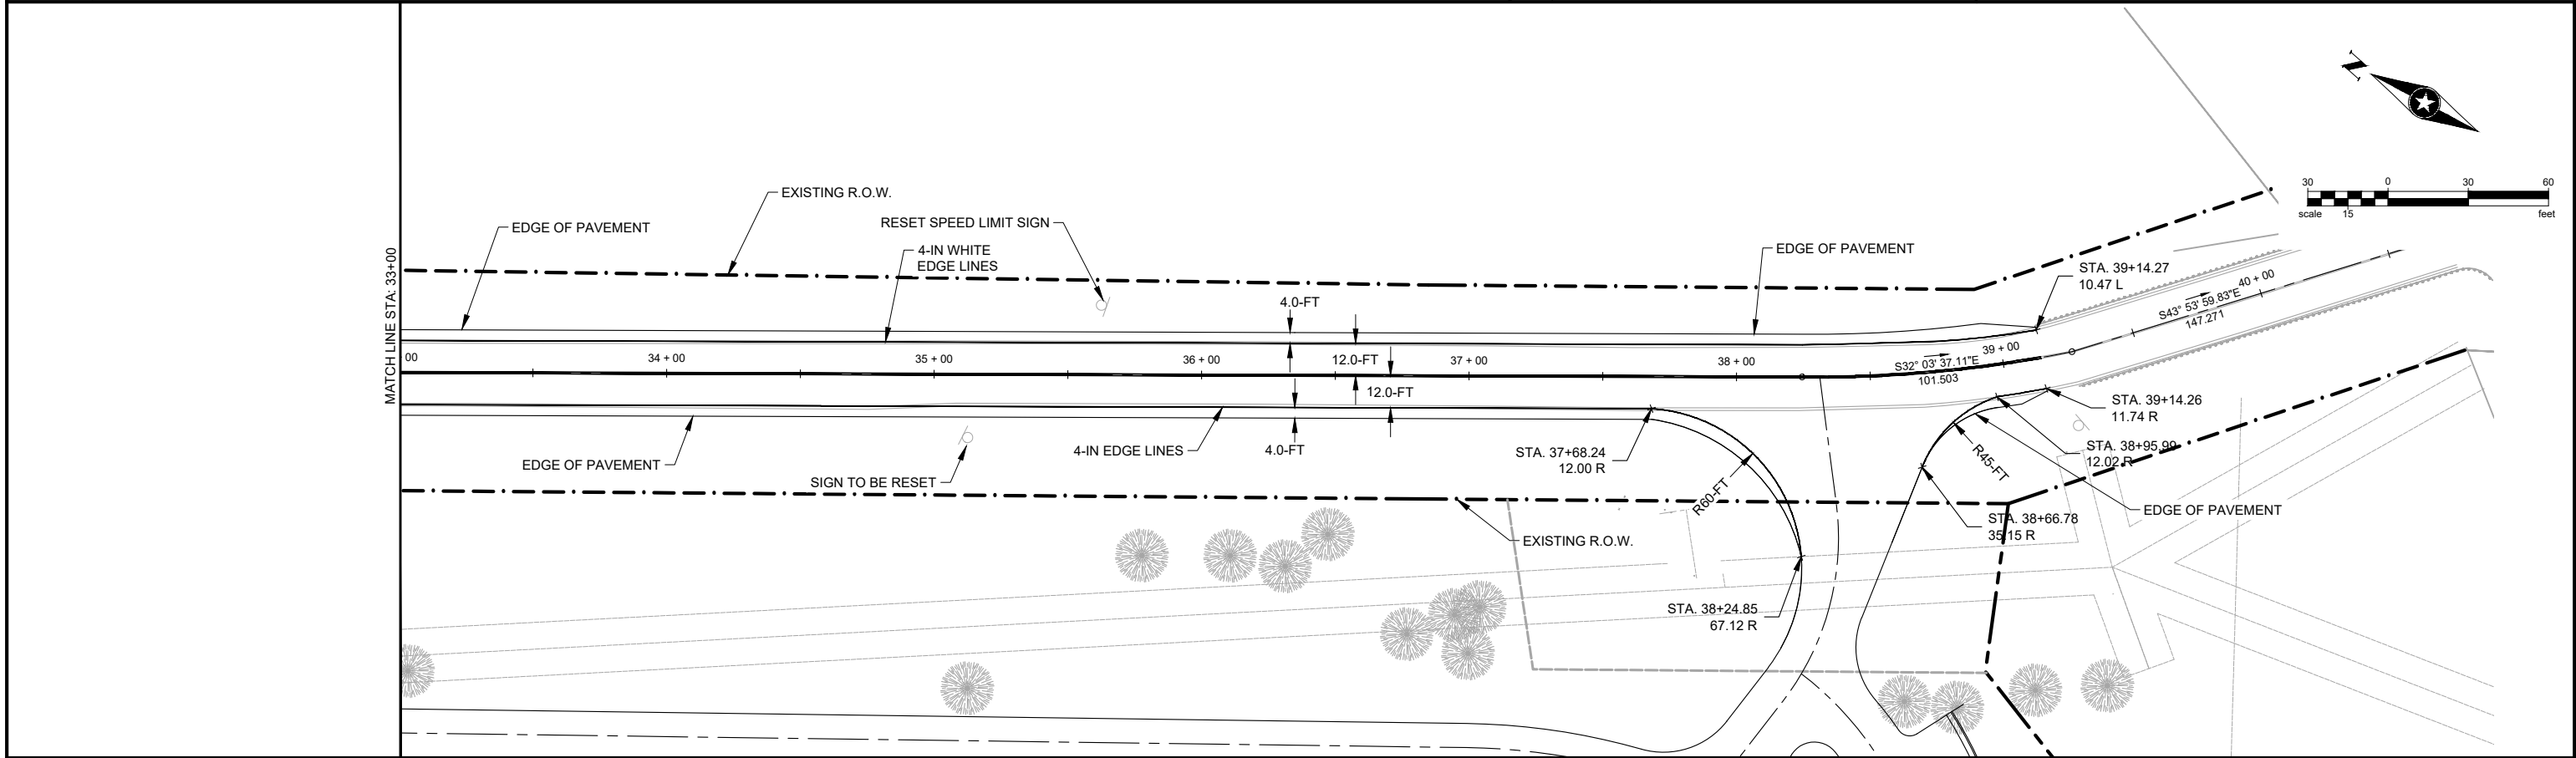 N
30 0 30 60
scale 15 feet
EXISTING R.O.W.
EDGE OF PAVEMENT
RESET SPEED LIMIT SIGN
4-IN WHITE
EDGE LINES
EDGE OF PAVEMENT
STA. 39+14.27
10.47 L
MATCH LINE STA: 33+00
4.0-FT
00
34 + 00
35 + 00
36 + 00
12.0-FT
37 + 00
38 + 00
39 + 00
40 + 00
S32° 03' 37.11"E
101.503
S43° 53' 59.83"E
147.271
12.0-FT
STA. 39+14.26
11.74 R
EDGE OF PAVEMENT
SIGN TO BE RESET
4-IN EDGE LINES
4.0-FT
STA. 37+68.24
12.00 R
R60-FT
R45-FT
STA. 38+95.99
12.02 R
EDGE OF PAVEMENT
STA. 38+66.78
35.15 R
EXISTING R.O.W.
STA. 38+24.85
67.12 R